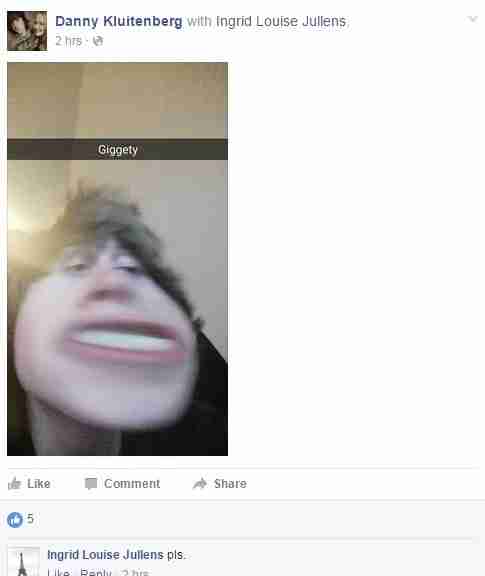 Danny Kluitenberg with Ingrid Louise Jullens.
2 hrs ·
Giggety
Like Comment Share
5
Ingrid Louise Jullens pls.
Like · Reply · 2 hrs